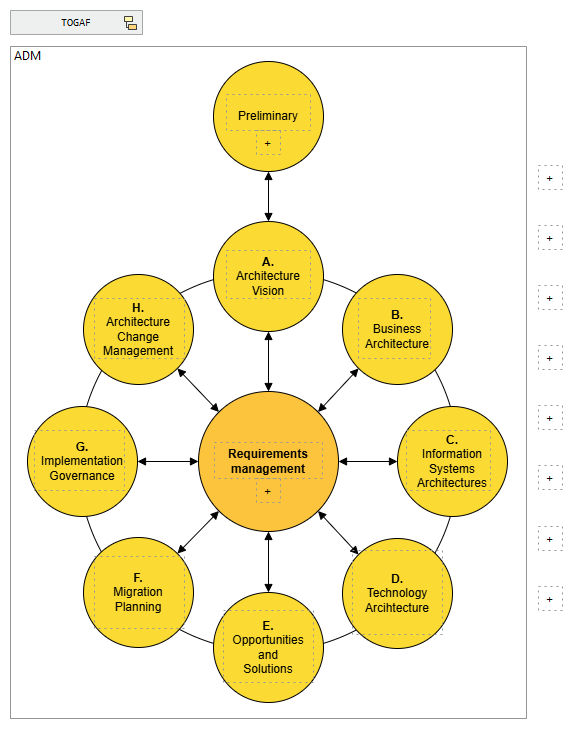 TOGAF
ADM
Preliminary
+
A.
Architecture
Vision
B.
Business
Architecture
C.
Information
Systems
Architectures
D.
Technology
Arcihtecture
E.
Opportunities
and
Solutions
F.
Migration
Planning
G.
Implementation
Governance
H.
Architecture
Change
Management
Requirements
management
+
+
+
+
+
+
+
+
+